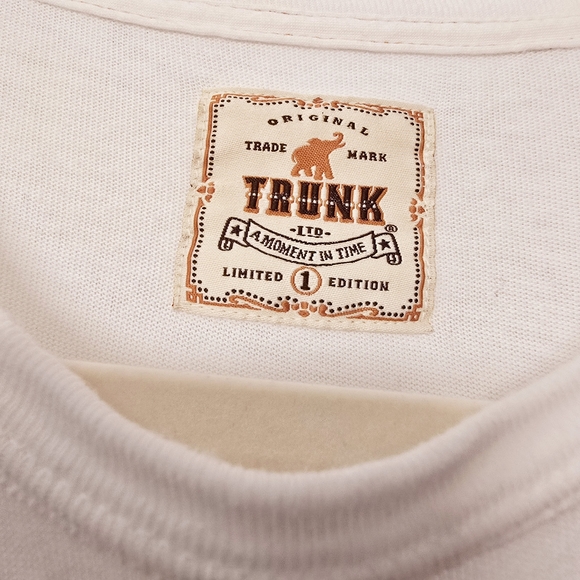 ORIGINAL
TRADE MARK
TRUNK ®
-LTD-
A MOMENT IN TIME
LIMITED 1 EDITION